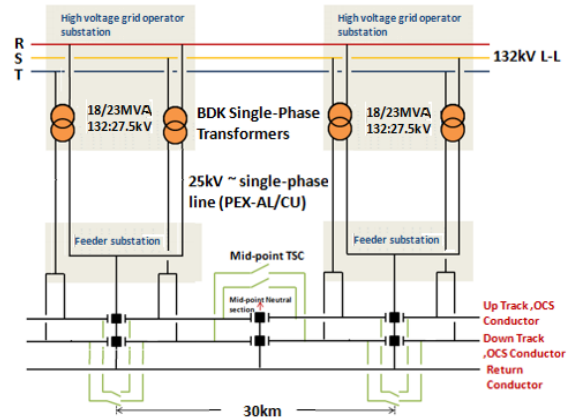 High voltage grid operator
substation
High voltage grid operator
substation
R
S
T
132kV L-L
18/23MVA
132:27.5kV
BDK Single-Phase
Transformers
18/23MVA
132:27.5kV
25kV ~ single-phase
line (PEX-AL/CU)
Feeder substation
Feeder substation
Mid-point TSC
Mid-point Neutral
section
Up Track ,OCS
Conductor
Down Track
,OCS Conductor
Return
Conductor
30km